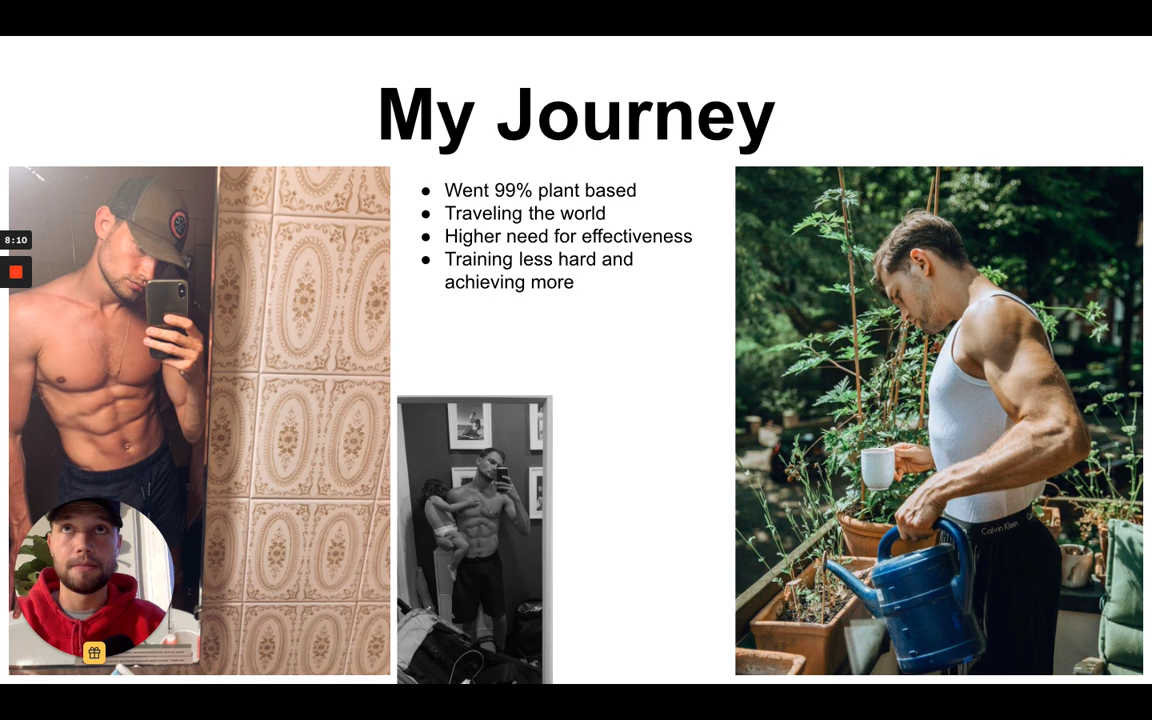 My Journey
● Went 99% plant based
● Traveling the world
● Higher need for effectiveness
● Training less hard and
achieving more
8:10
Calvin Klein